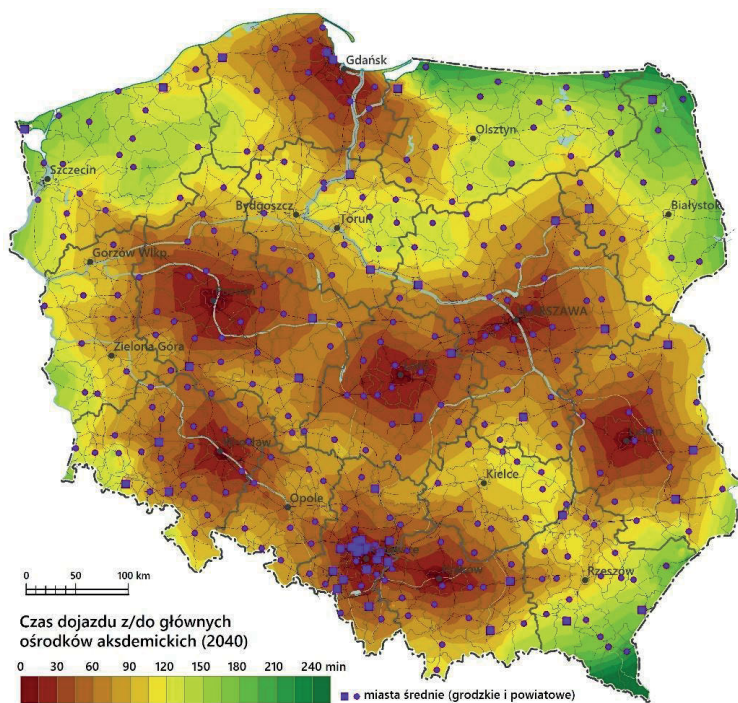 Gdańsk
Olsztyn
Szczecin
Bydgoszcz
Toruń
Białystok
Gorzów Wlkp.
WARSZAWA
Zielona Góra
Kielce
Opole
Rzeszów
0 50 100 km
Czas dojazdu z/do głównych
ośrodków aksdemickich (2040)
0 30 60 90 120 150 180 210 240 min
miasta średnie (grodzkie i powiatowe)